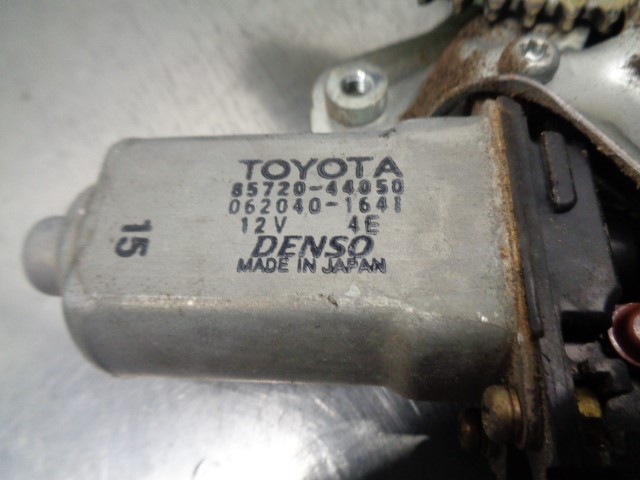 TOYOTA
85720-44050
062040-1641
12V 4E
DENSO
MADE IN JAPAN
15